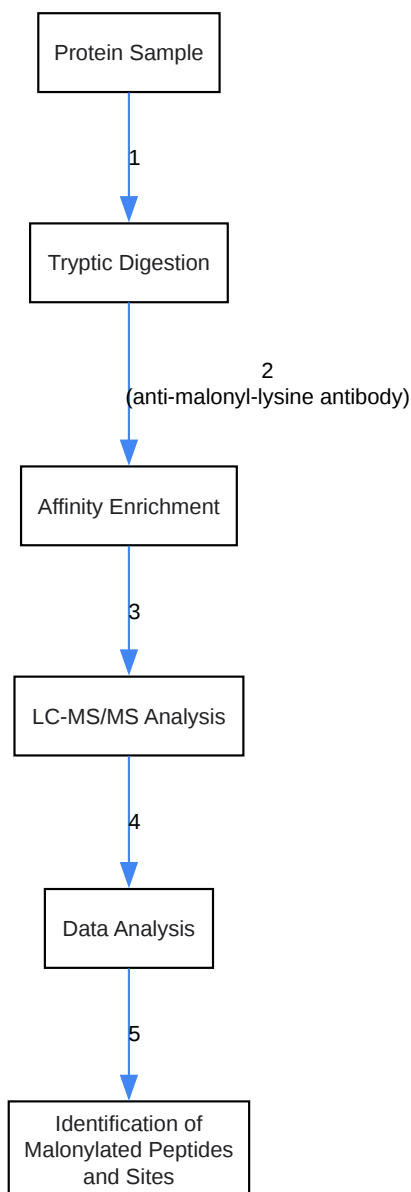 Protein Sample
1
Tryptic Digestion
2
(anti-malonyl-lysine antibody)
Affinity Enrichment
3
LC-MS/MS Analysis
4
Data Analysis
5
Identification of
Malonylated Peptides
and Sites